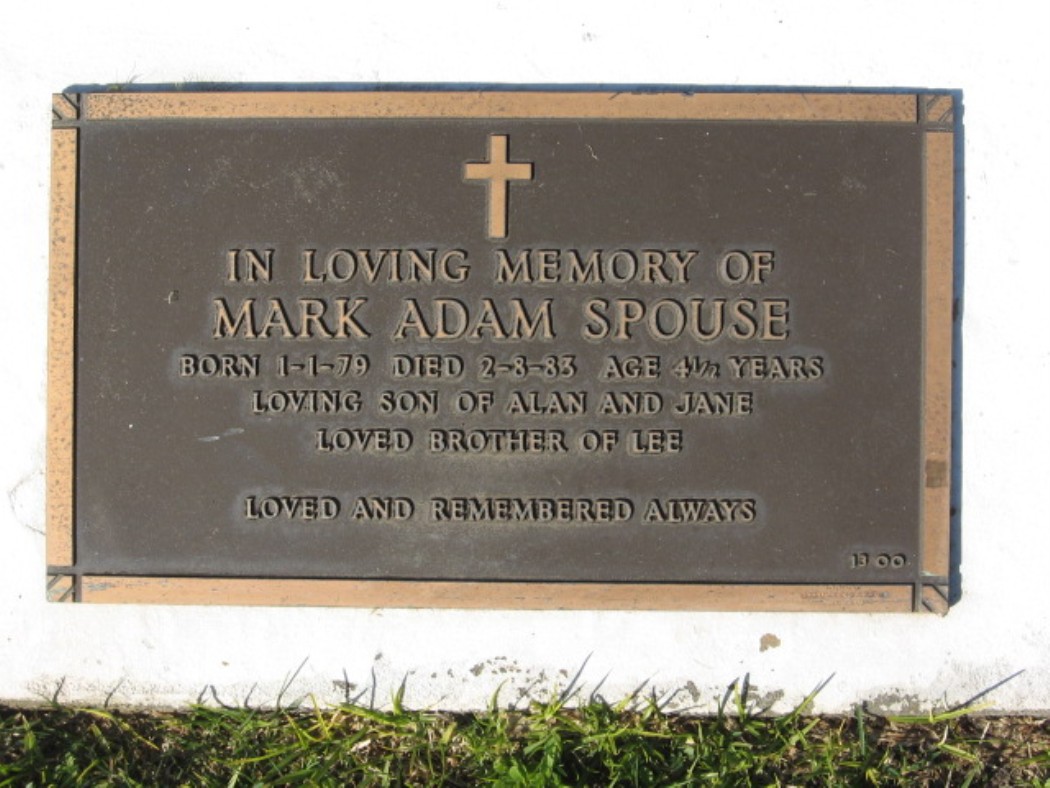 IN LOVING MEMORY OF
MARK ADAM SPOUSE
BORN 1-1-79 DIED 2-8-83 AGE 4½ YEARS
LOVING SON OF ALAN AND JANE
LOVED BROTHER OF LEE
LOVED AND REMEMBERED ALWAYS
13 00